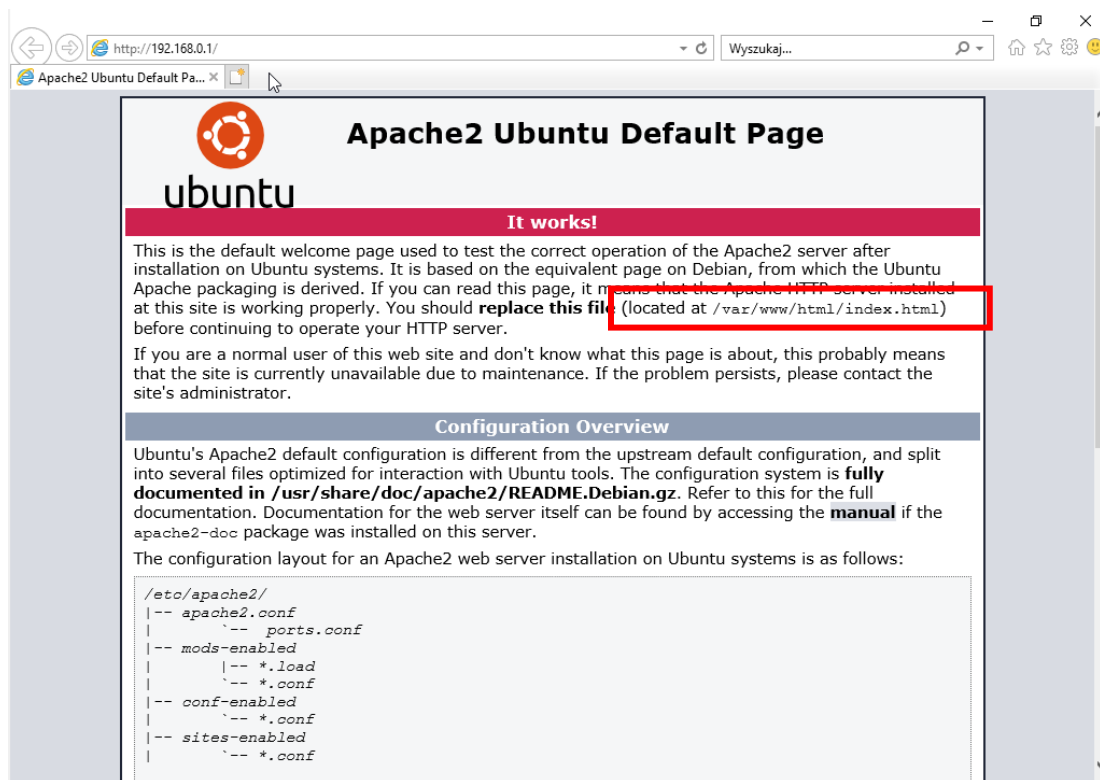 http://192.168.0.1/
Wyszukaj...
Apache2 Ubuntu Default Pa...
ubuntu
Apache2 Ubuntu Default Page
It works!
This is the default welcome page used to test the correct operation of the Apache2 server after
installation on Ubuntu systems. It is based on the equivalent page on Debian, from which the Ubuntu
Apache packaging is derived. If you can read this page, it means that the Apache HTTP server installed
at this site is working properly. You should replace this file (located at /var/www/html/index.html)
before continuing to operate your HTTP server.
If you are a normal user of this web site and don't know what this page is about, this probably means
that the site is currently unavailable due to maintenance. If the problem persists, please contact the
site's administrator.
Configuration Overview
Ubuntu's Apache2 default configuration is different from the upstream default configuration, and split
into several files optimized for interaction with Ubuntu tools. The configuration system is fully
documented in /usr/share/doc/apache2/README.Debian.gz. Refer to this for the full
documentation. Documentation for the web server itself can be found by accessing the manual if the
apache2-doc package was installed on this server.
The configuration layout for an Apache2 web server installation on Ubuntu systems is as follows:
/etc/apache2/
|-- apache2.conf
|       `--  ports.conf
|-- mods-enabled
|       |-- *.load
|       `-- *.conf
|-- conf-enabled
|       `-- *.conf
|-- sites-enabled
|       `-- *.conf